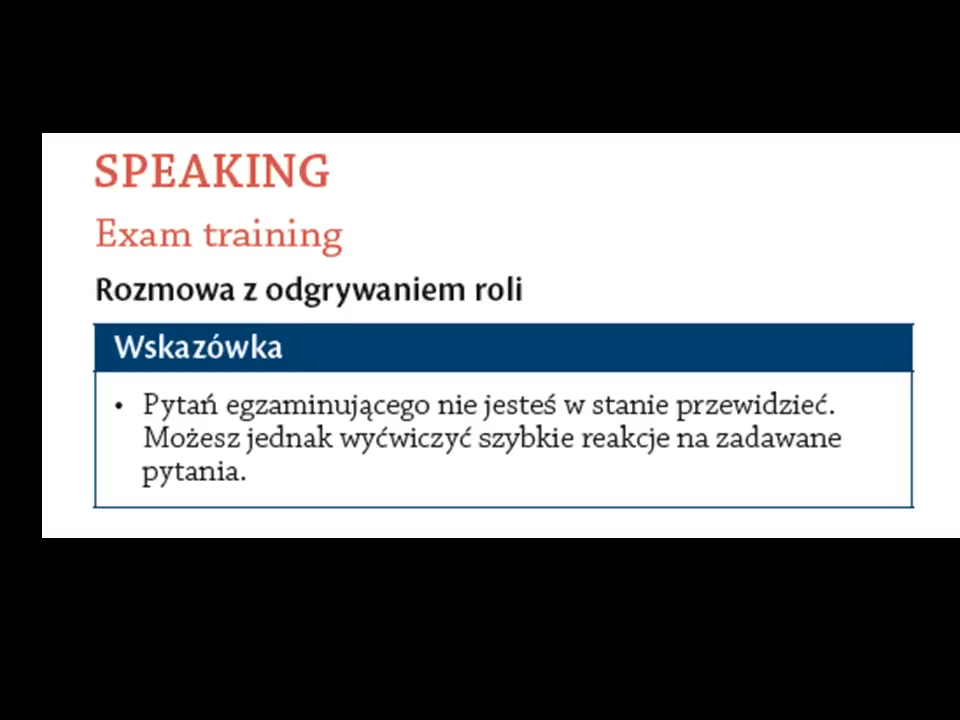 SPEAKING
Exam training
Rozmowa z odgrywaniem roli
Wskazówka
• Pytań egzaminującego nie jesteś w stanie przewidzieć.
Możesz jednak wyćwiczyć szybkie reakcje na zadawane
pytania.